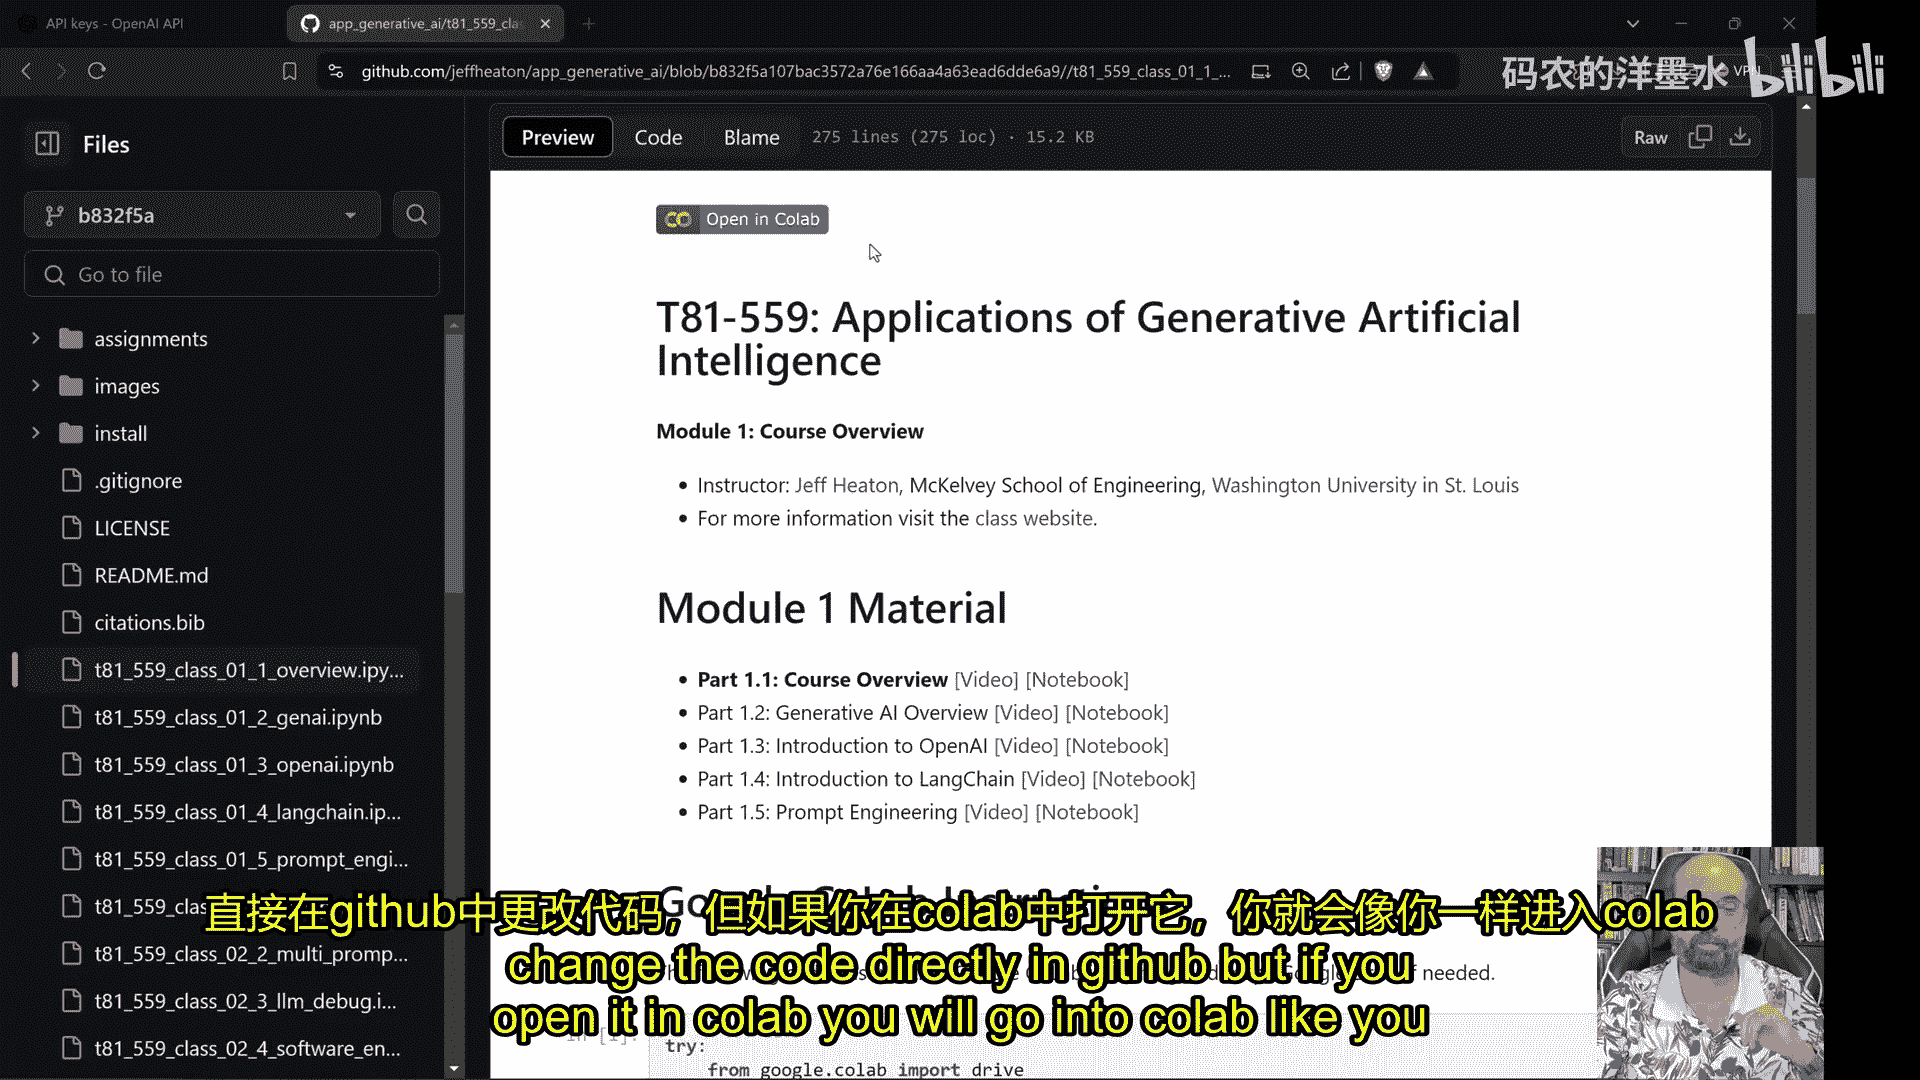 API keys - OpenAI API
app_generative_ai/t81_559_cla
github.com/jeffheaton/app_generative_ai/blob/b832f5a107bac3572a76e166aa4a63ead6dde6a9//t81_559_class_01_1_...
VPN
码农的洋墨水 bilibili
Files
b832f5a
Go to file
assignments
images
install
.gitignore
LICENSE
README.md
citations.bib
t81_559_class_01_1_overview.ipy...
t81_559_class_01_2_genai.ipynb
t81_559_class_01_3_openai.ipynb
t81_559_class_01_4_langchain.ip...
t81_559_class_01_5_prompt_engi...
t81_559_clas
t81_559_class_02_2_multi_promp...
t81_559_class_02_3_llm_debug.i...
t81_559_class_02_4_software_en...
Preview Code Blame 275 lines (275 loc) · 15.2 KB Raw
Open in Colab
T81-559: Applications of Generative Artificial
Intelligence
Module 1: Course Overview
• Instructor: Jeff Heaton, McKelvey School of Engineering, Washington University in St. Louis
• For more information visit the class website.
Module 1 Material
• Part 1.1: Course Overview [Video] [Notebook]
• Part 1.2: Generative AI Overview [Video] [Notebook]
• Part 1.3: Introduction to OpenAI [Video] [Notebook]
• Part 1.4: Introduction to LangChain [Video] [Notebook]
• Part 1.5: Prompt Engineering [Video] [Notebook]
needed.
try:
from google.colab import drive
直接在github中更改代码，但如果你在colab中打开它，你就会像你一样进入colab
change the code directly in github but if you
open it in colab you will go into colab like you